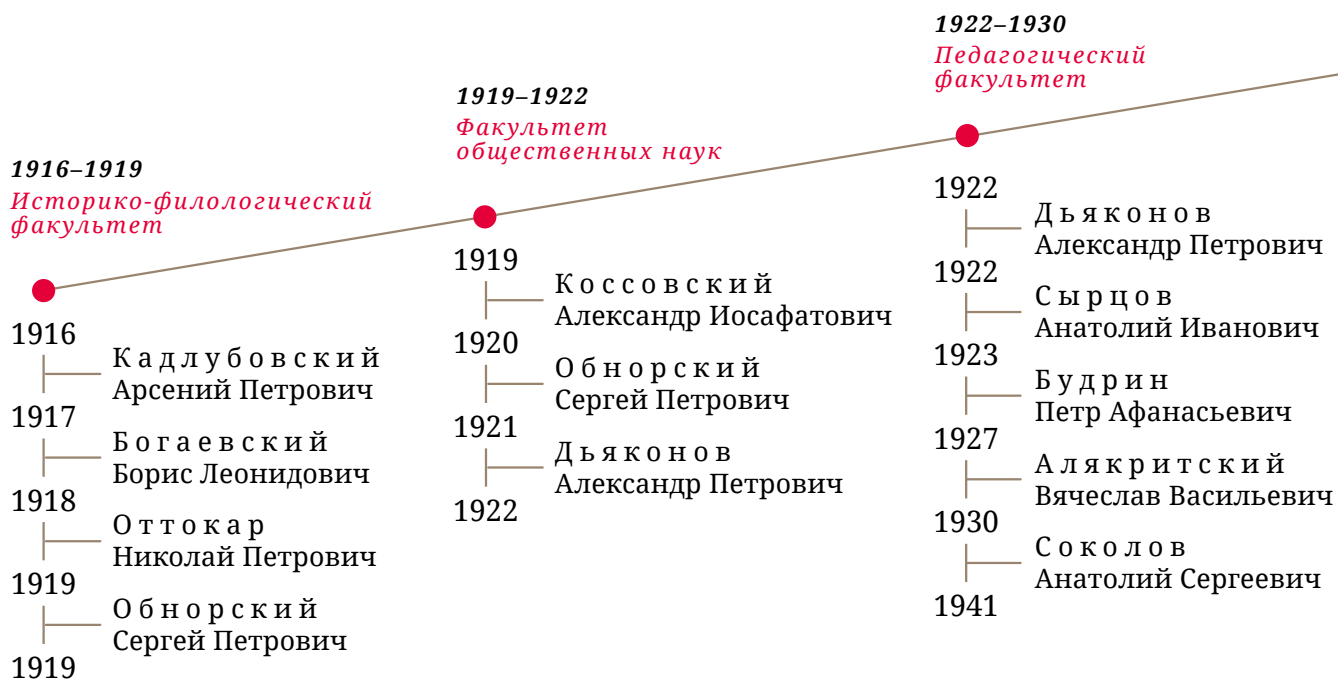 1916–1919
Историко-филологический
факультет
1916
Кадлубовский
Арсений Петрович
1917
Богаевский
Борис Леонидович
1918
Оттокар
Николай Петрович
1919
Обнорский
Сергей Петрович
1919
1919–1922
Факультет
общественных наук
1919
Коссовский
Александр Иосафатович
1920
Обнорский
Сергей Петрович
1921
Дьяконов
Александр Петрович
1922
1922–1930
Педагогический
факультет
1922
Дьяконов
Александр Петрович
1922
Сырцов
Анатолий Иванович
1923
Будрин
Петр Афанасьевич
1927
Алякритский
Вячеслав Васильевич
1930
Соколов
Анатолий Сергеевич
1941